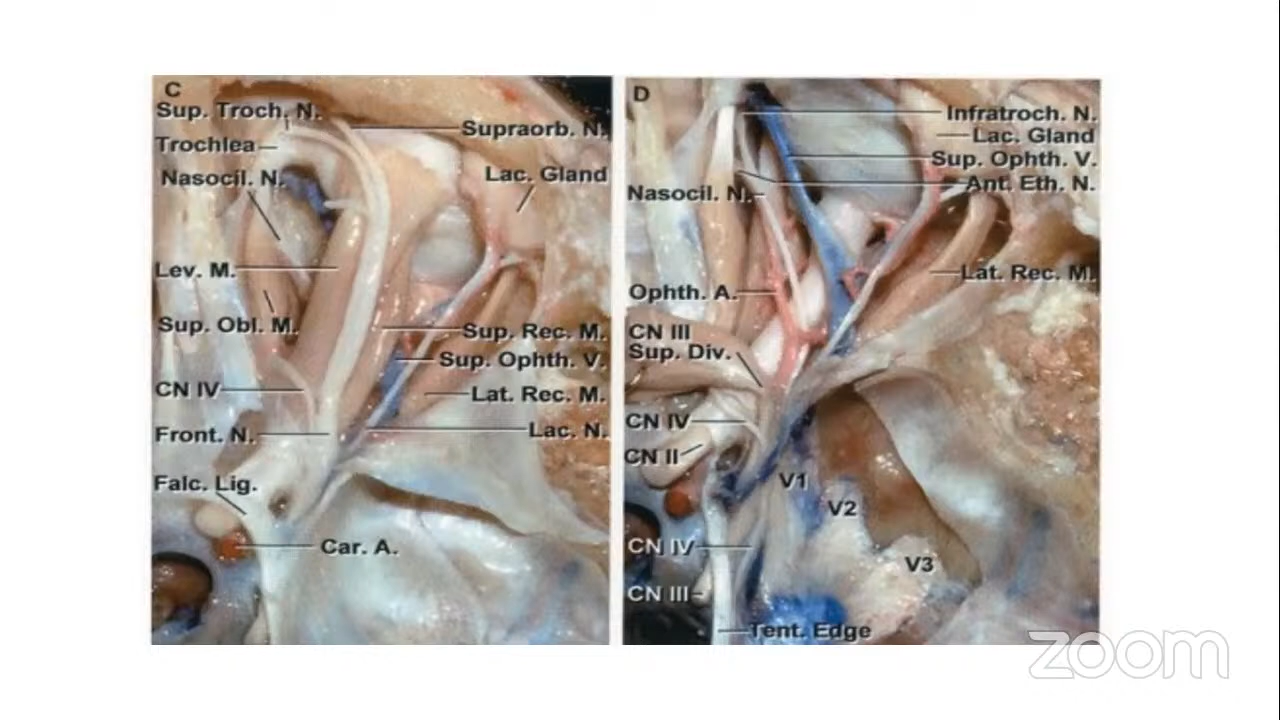 C
Sup. Troch. N.
Supraorb. N.
Trochlea
Nasocil. N.
Lac. Gland
Lev. M.
Sup. Obl. M.
Sup. Rec. M.
Sup. Ophth. V.
CN IV
Lat. Rec. M.
Front. N.
Lac. N.
Falc. Lig.
Car. A.
D
Infratroch. N.
Lac. Gland
Sup. Ophth. V.
Ant. Eth. N.
Nasocil. N.
Lat. Rec. M.
Ophth. A.
CN III
Sup. Div.
CN IV
CN II
V1
V2
CN IV
V3
CN III
Tent. Edge
zoom